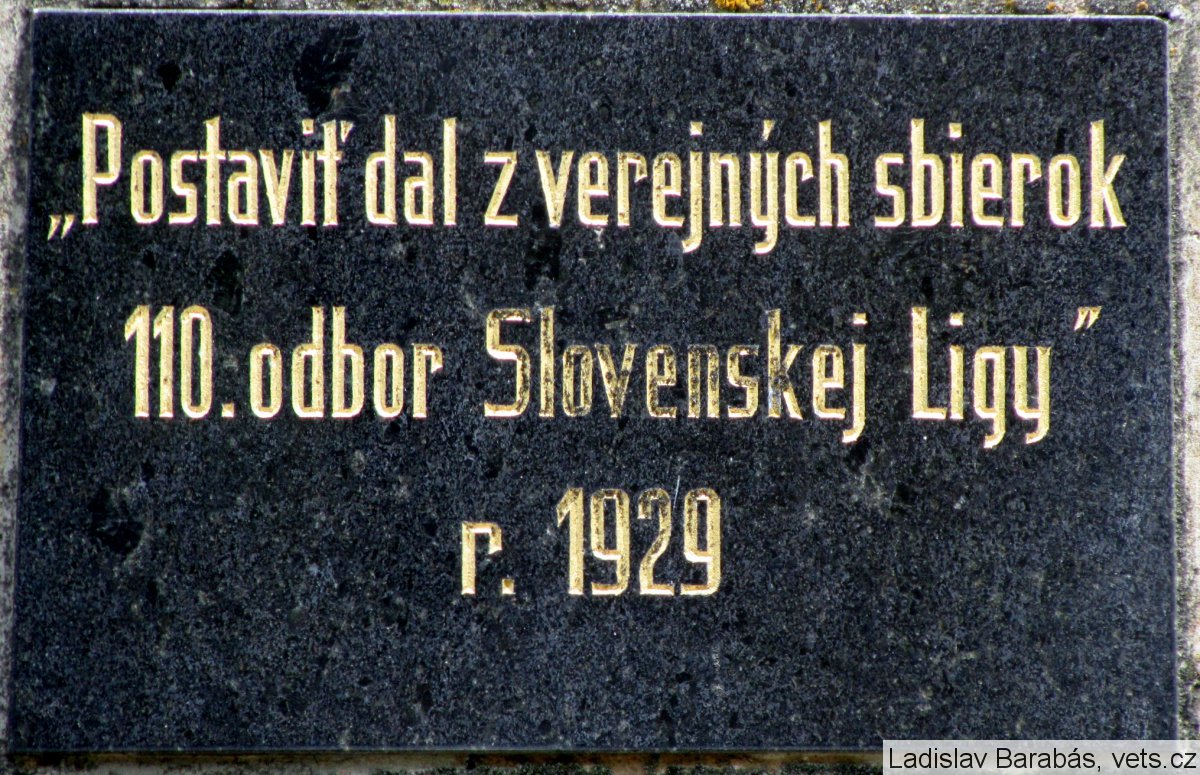 „Postaviť dal z verejných sbierok
110. odbor Slovenskej Ligy”
r. 1929
Ladislav Barabás, vets.cz